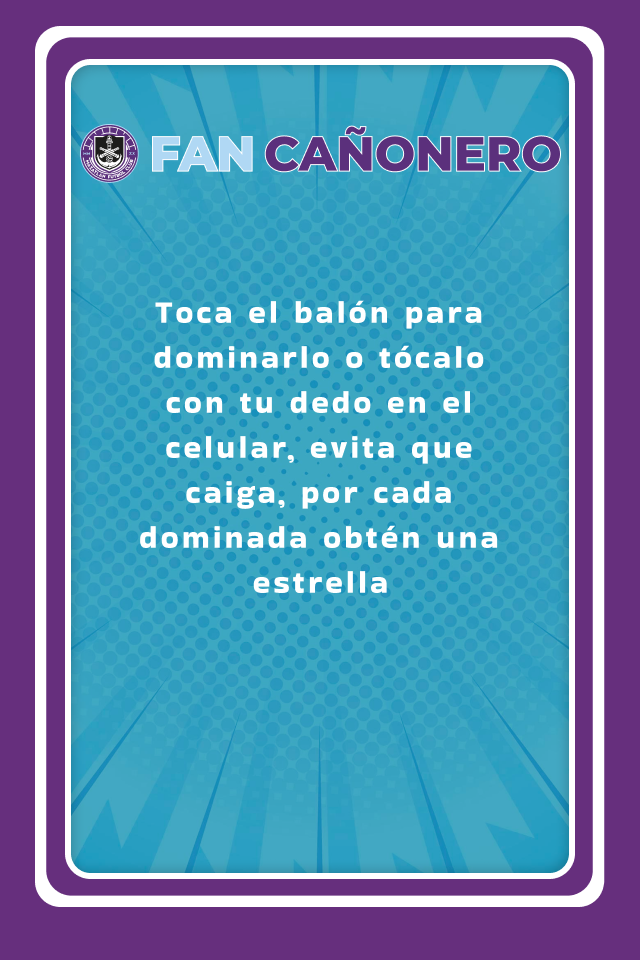 FAN CAÑONERO
MAZATLÁN FUTBOL CLUB
Toca el balón para
dominarlo o tócalo
con tu dedo en el
celular, evita que
caiga, por cada
dominada obtén una
estrella